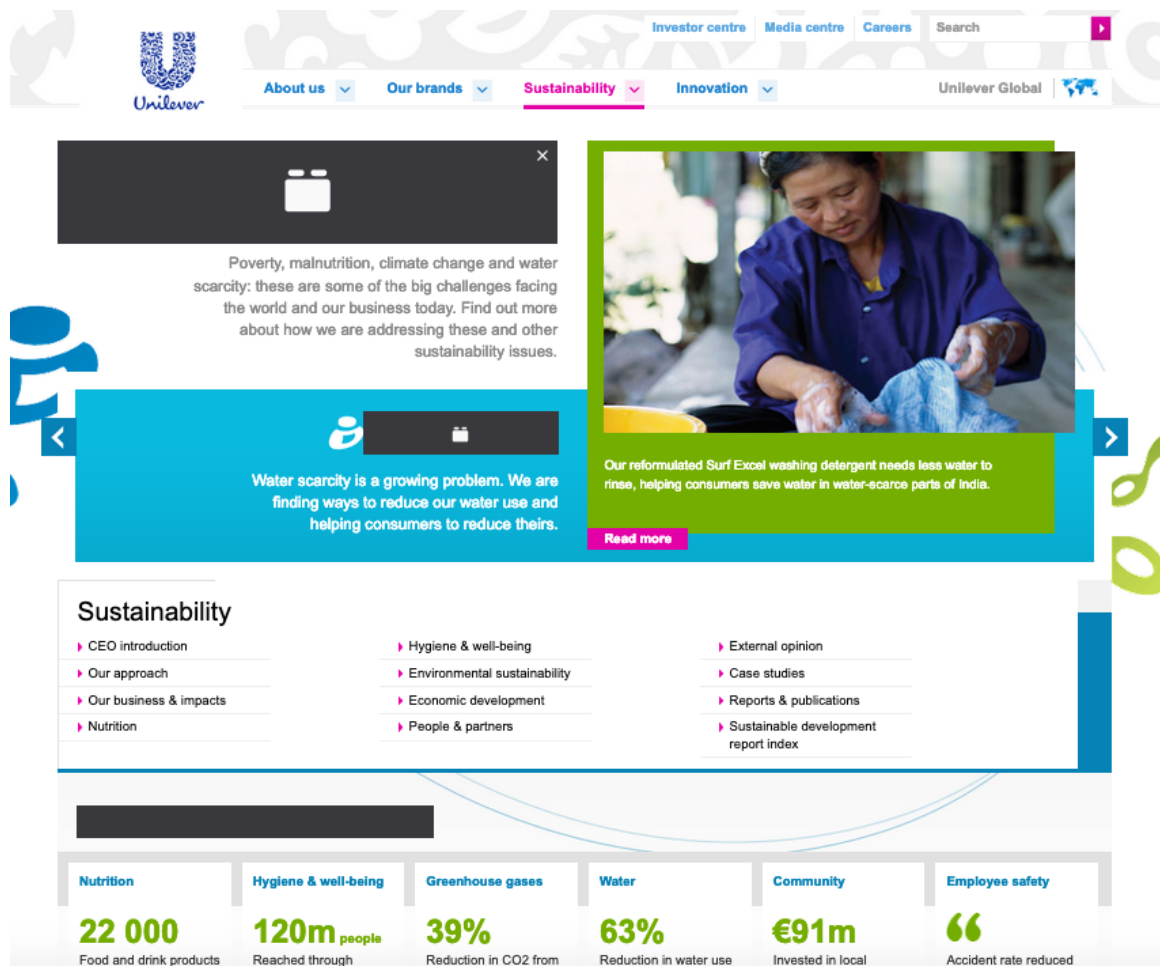 Investor centre
Media centre
Careers
Search
Unilever
About us
Our brands
Sustainability
Innovation
Unilever Global
Poverty, malnutrition, climate change and water
scarcity: these are some of the big challenges facing
the world and our business today. Find out more
about how we are addressing these and other
sustainability issues.
Water scarcity is a growing problem. We are
finding ways to reduce our water use and
helping consumers to reduce theirs.
Our reformulated Surf Excel washing detergent needs less water to
rinse, helping consumers save water in water-scarce parts of India.
Read more
Sustainability
CEO introduction
Our approach
Our business & impacts
Nutrition
Hygiene & well-being
Environmental sustainability
Economic development
People & partners
External opinion
Case studies
Reports & publications
Sustainable development
report index
Nutrition
22 000
Food and drink products
Hygiene & well-being
120m people
Reached through
Greenhouse gases
39%
Reduction in CO2 from
Water
63%
Reduction in water use
Community
€91m
Invested in local
Employee safety
“
Accident rate reduced